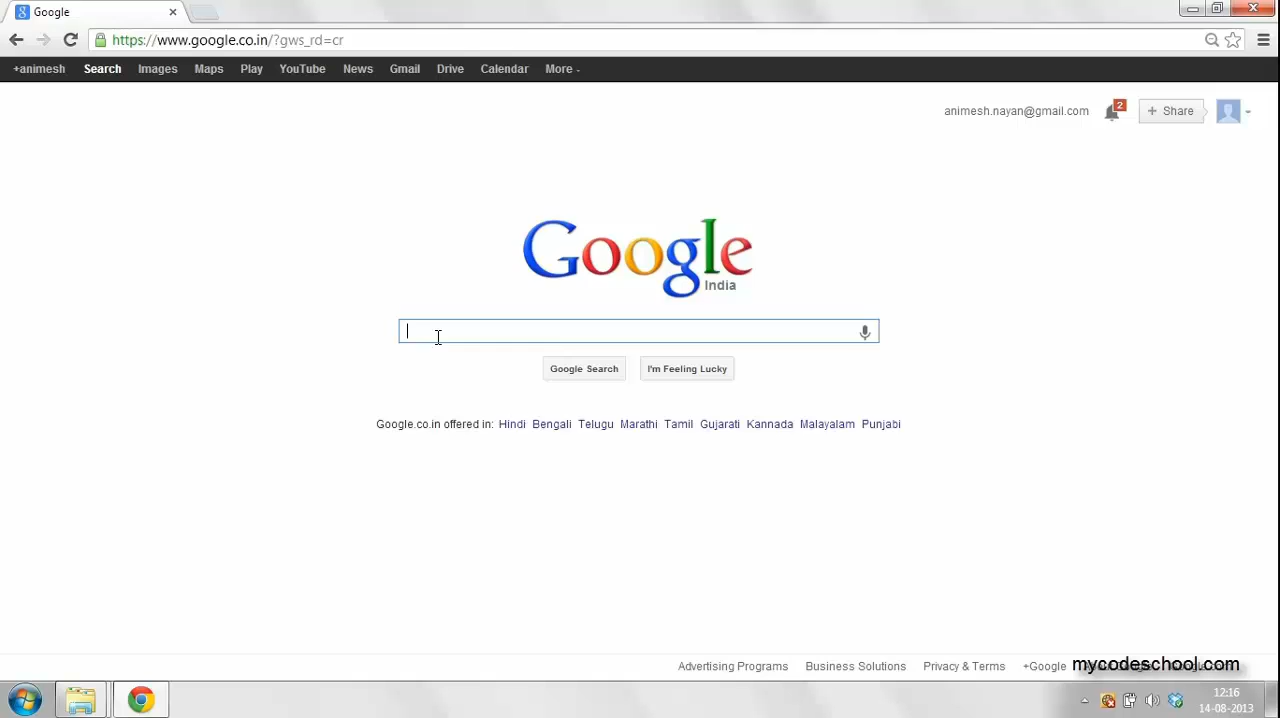 Google
https://www.google.co.in/?gws_rd=cr
+animesh Search Images Maps Play YouTube News Gmail Drive Calendar More
animesh.nayan@gmail.com 2 + Share
Google
India
Google Search I'm Feeling Lucky
Google.co.in offered in: Hindi Bengali Telugu Marathi Tamil Gujarati Kannada Malayalam Punjabi
Advertising Programs Business Solutions Privacy & Terms +Google
mycodeschool.com
12:16
14-08-2013